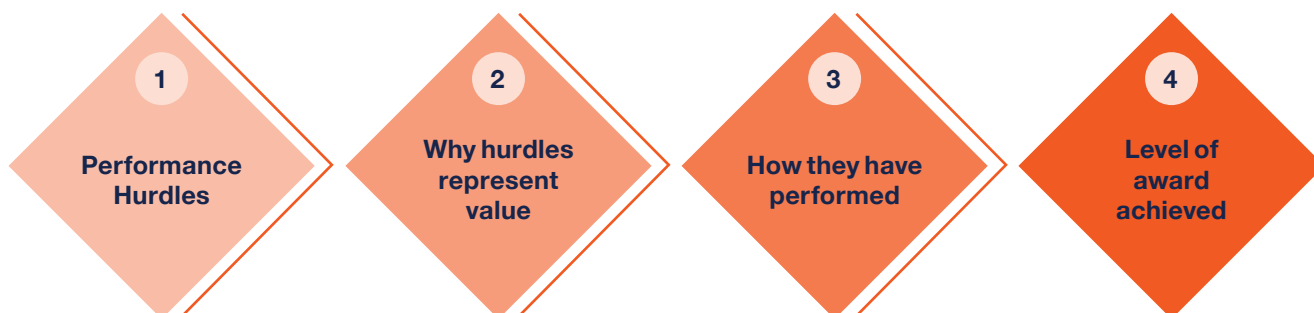 1
Performance
Hurdles
2
Why hurdles
represent
value
3
How they have
performed
4
Level of
award
achieved